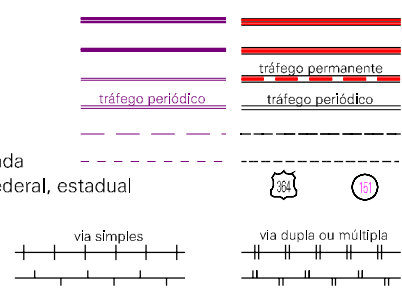 tráfego permanente
tráfego periódico tráfego periódico
ada
ederal, estadual 364 151
via simples via dupla ou múltipla